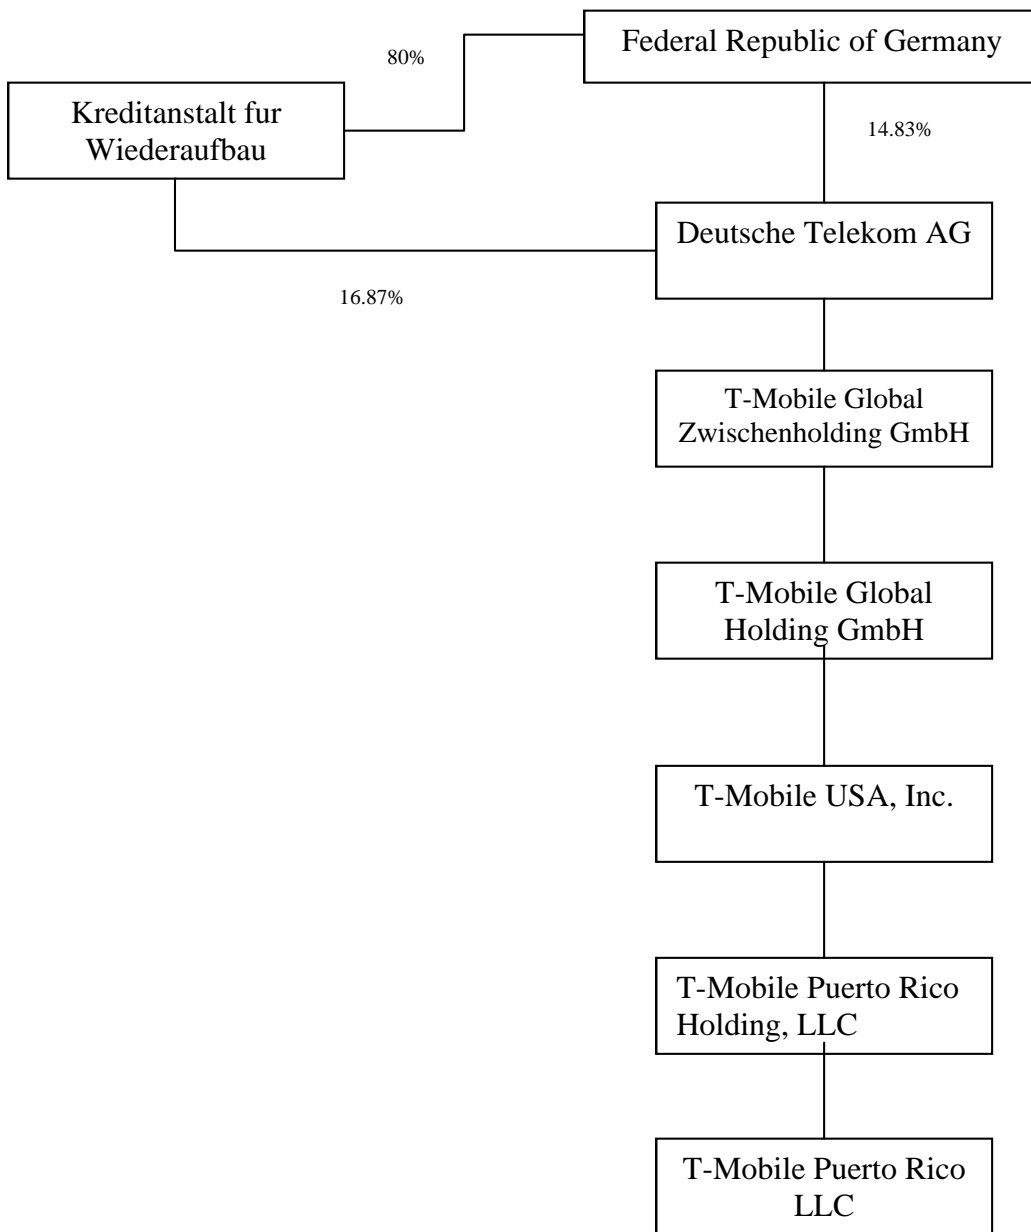 Federal Republic of Germany
80%
Kreditanstalt fur
Wiederaufbau
14.83%
Deutsche Telekom AG
16.87%
T-Mobile Global
Zwischenholding GmbH
T-Mobile Global
Holding GmbH
T-Mobile USA, Inc.
T-Mobile Puerto Rico
Holding, LLC
T-Mobile Puerto Rico
LLC